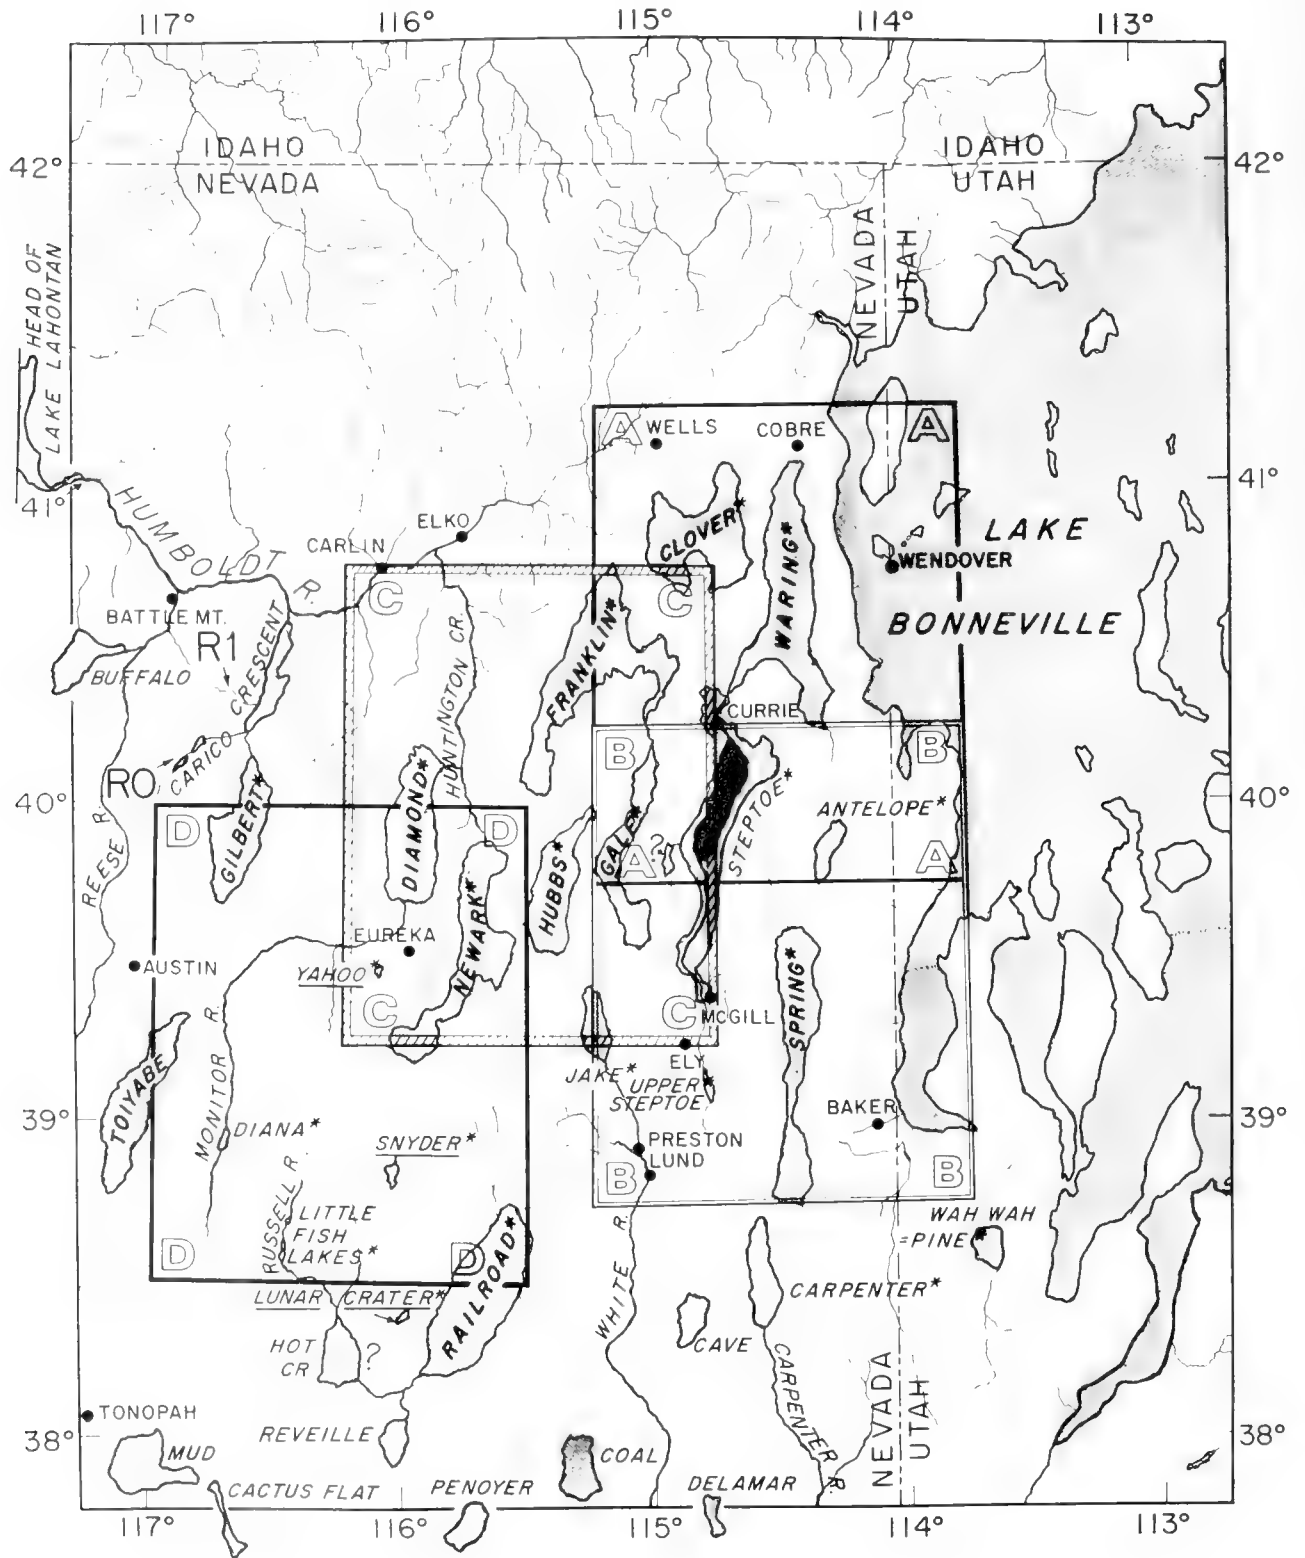 117° 116° 115° 114° 113°
IDAHO IDAHO
42° 42°
NEVADA UTAH
NEVADA
UTAH
HEAD OF
LAKE LAHONTAN
A WELLS COBRE A
41° 41°
HUMBOLDT R.
ELKO
CLOVER*
WARING*
LAKE
CARLIN
WENDOVER
C C
BATTLE MT.
BONNEVILLE
R1
BUFFALO
CRESCENT
HUNTINGTON CR.
FRANKLIN*
CURRIE
B B
RO
CARICO
40° 40°
GILBERT*
DIAMOND*
STEPTOE*
ANTELOPE*
D D
REESE R.
HUBBS*
GALE*
?
A A
NEWARK*
EUREKA
AUSTIN
YAHOO*
SPRING*
C C
MCGILL
MONITOR R.
ELY
JAKE*
UPPER
STEPTOE*
TOIYABE
39° 39°
DIANA*
SNYDER*
BAKER
PRESTON
LUND
B B
RUSSELL R.
LITTLE
FISH
LAKES*
WAH WAH
=PINE*
D D
RAILROAD*
LUNAR CRATER*
WHITE R.
CARPENTER*
HOT
CR
?
CAVE
CARPENTER R.
NEVADA
UTAH
TONOPAH
REVEILLE
38° 38°
MUD
COAL
CACTUS FLAT
PENOYER
DELAMAR
117° 116° 115° 114° 113°